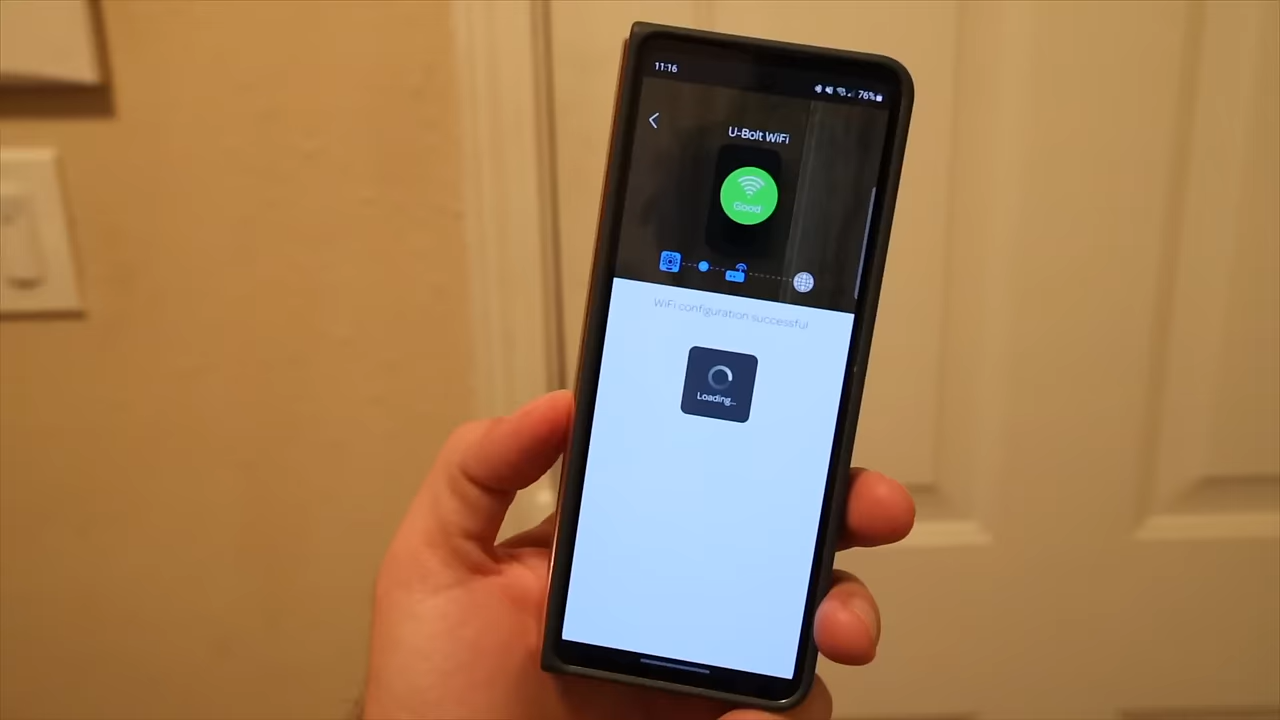 11:16
76%
U-Bolt WiFi
Good
WiFi configuration successful
Loading...